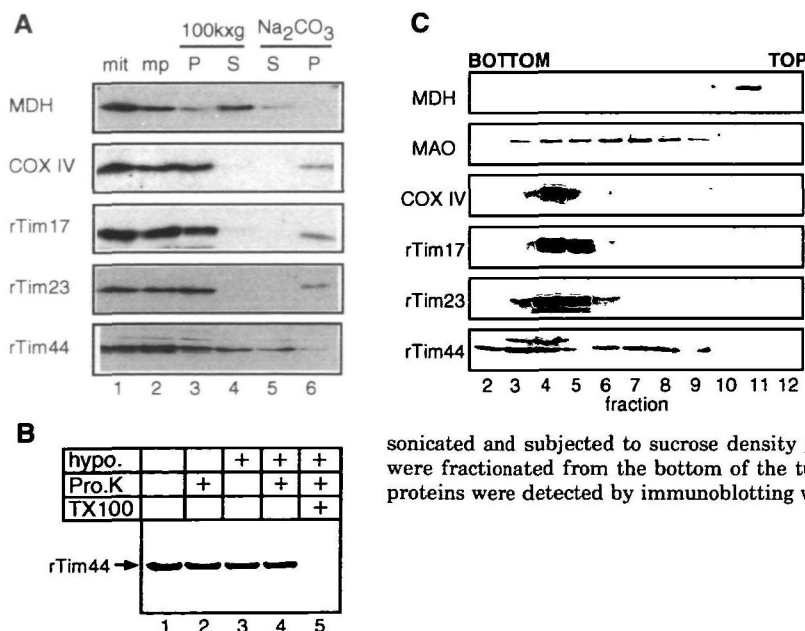 A
100kxg Na₂CO₃
mit mp P S S P
MDH
COX IV
rTim17
rTim23
rTim44
1 2 3 4 5 6
B
hypo. + + +
Pro.K + + +
TX100 +
rTim44
1 2 3 4 5
C
BOTTOM TOP
MDH
MAO
COX IV
rTim17
rTim23
rTim44
2 3 4 5 6 7 8 9 10 11 12
fraction
sonicated and subjected to sucrose density
were fractionated from the bottom of the
proteins were detected by immunoblotting